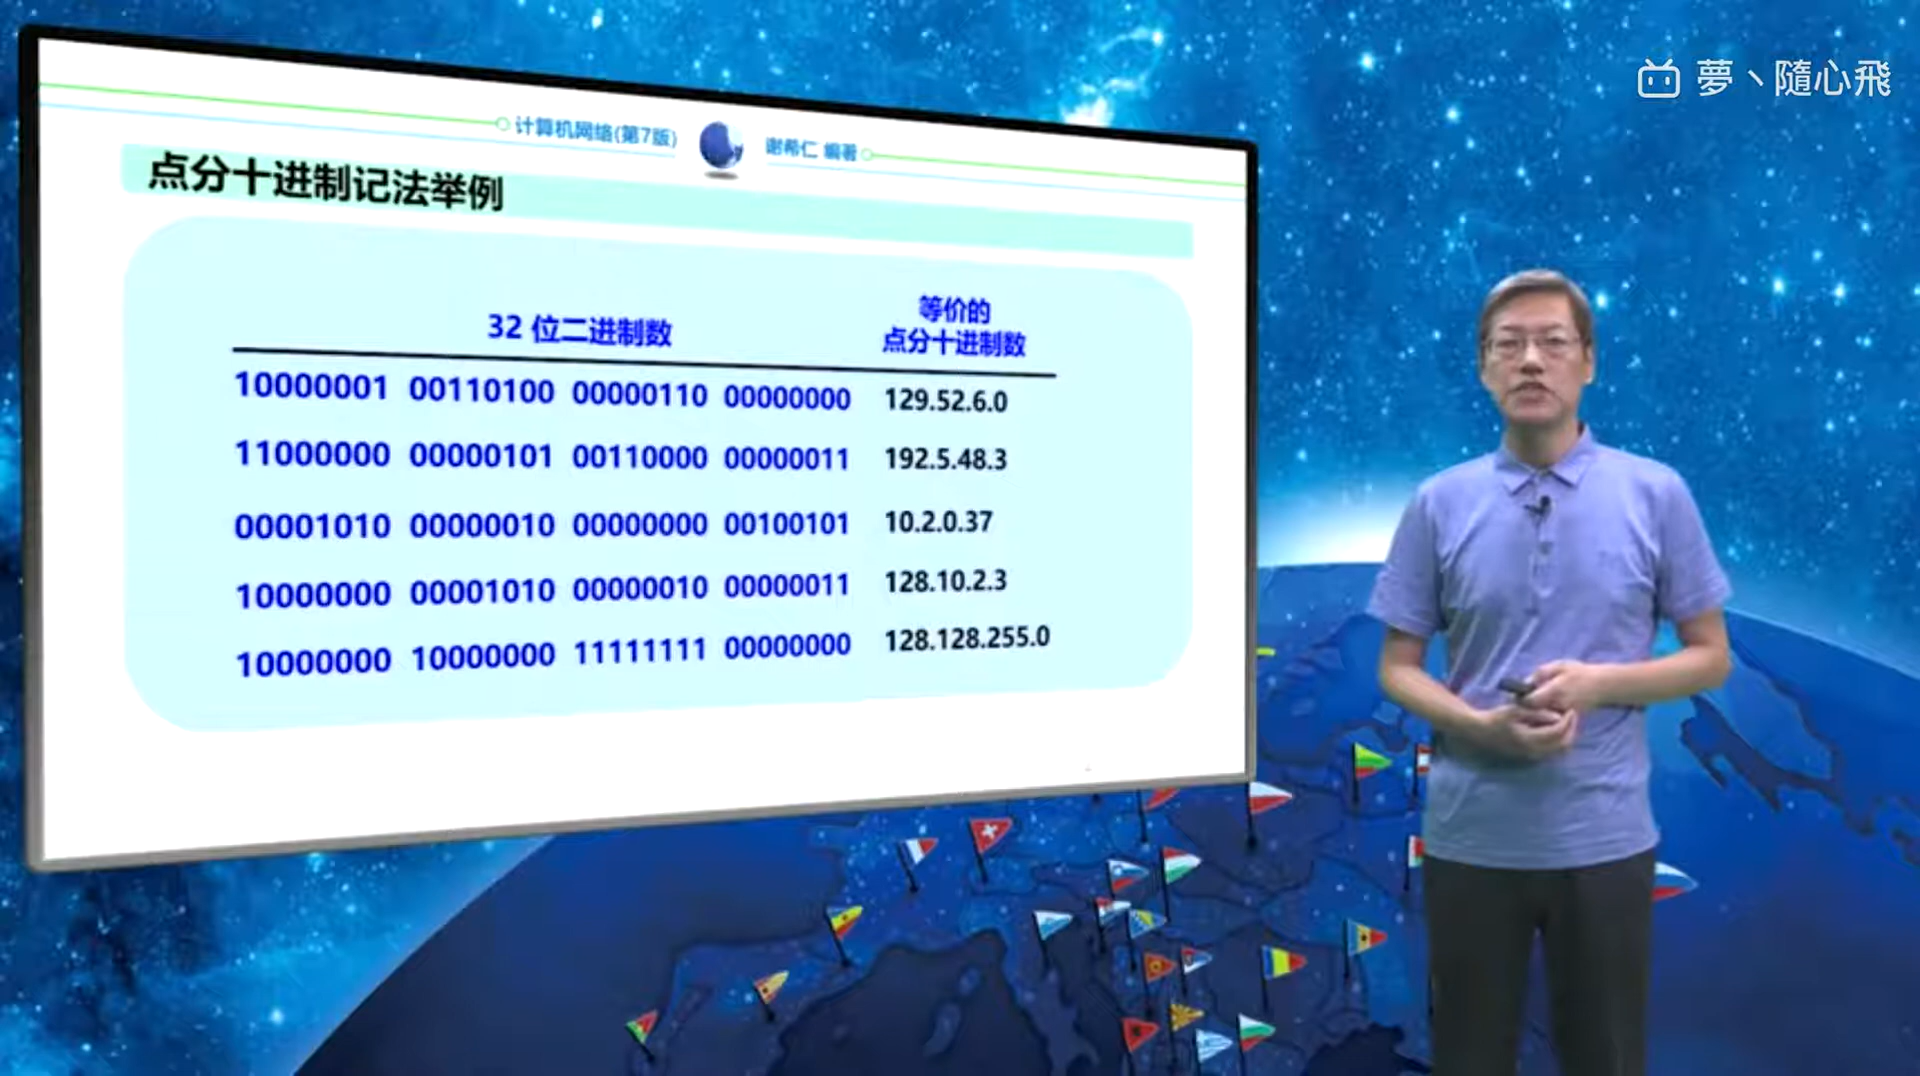 夢丶隨心飛
计算机网络(第7版)
谢希仁 编著
点分十进制记法举例
32 位二进制数
等价的
点分十进制数
10000001 00110100 00000110 00000000 129.52.6.0
11000000 00000101 00110000 00000011 192.5.48.3
00001010 00000010 00000000 00100101 10.2.0.37
10000000 00001010 00000010 00000011 128.10.2.3
10000000 10000000 11111111 00000000 128.128.255.0